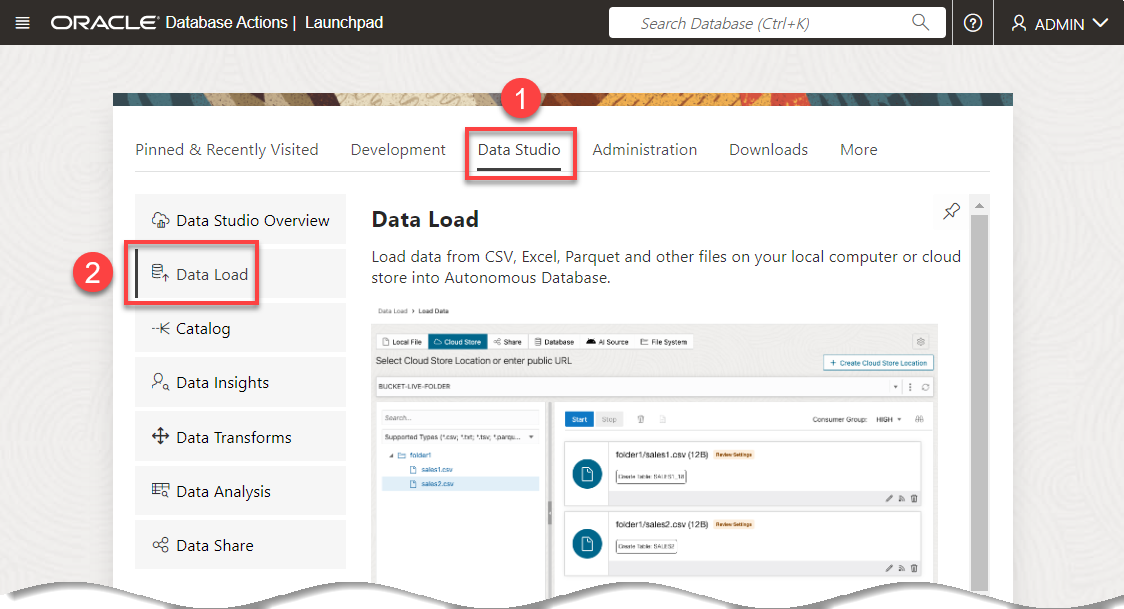 ORACLE Database Actions | Launchpad
Search Database (Ctrl+K)
ADMIN
1
Pinned & Recently Visited
Development
Data Studio
Administration
Downloads
More
2
Data Studio Overview
Data Load
Catalog
Data Insights
Data Transforms
Data Analysis
Data Share
Data Load
Load data from CSV, Excel, Parquet and other files on your local computer or cloud
store into Autonomous Database.
Data Load > Load Data
Local File
Cloud Store
Share
Database
AI Source
File System
Select Cloud Store Location or enter public URL
+ Create Cloud Store Location
BUCKET-LIVE-FOLDER
Search...
Supported Types (*.csv; *.txt; *.tsv; *.parqu...
folder1
sales1.csv
sales2.csv
Start
Stop
Consumer Group: HIGH
folder1/sales1.csv (12B) Review Settings
Create Table: SALES1_18
folder1/sales2.csv (12B) Review Settings
Create Table: SALES2